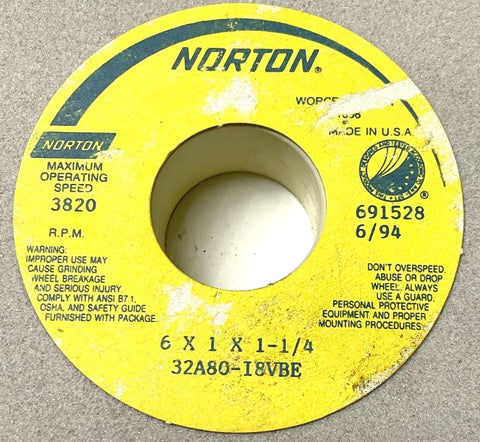 NORTON®
WORCE
MADE IN U.S.A.
NORTON
MAXIMUM
OPERATING
SPEED
3820
R.P.M.
WARNING:
IMPROPER USE MAY
CAUSE GRINDING
WHEEL BREAKAGE
AND SERIOUS INJURY.
COMPLY WITH ANSI B7.1,
OSHA, AND SAFETY GUIDE
FURNISHED WITH PACKAGE.
®
691528
6/94
DON'T OVERSPEED,
ABUSE OR DROP
WHEEL. ALWAYS
USE A GUARD.
PERSONAL PROTECTIVE
EQUIPMENT AND PROPER
MOUNTING PROCEDURES.
6 X 1 X 1-1/4
32A80-I8VBE